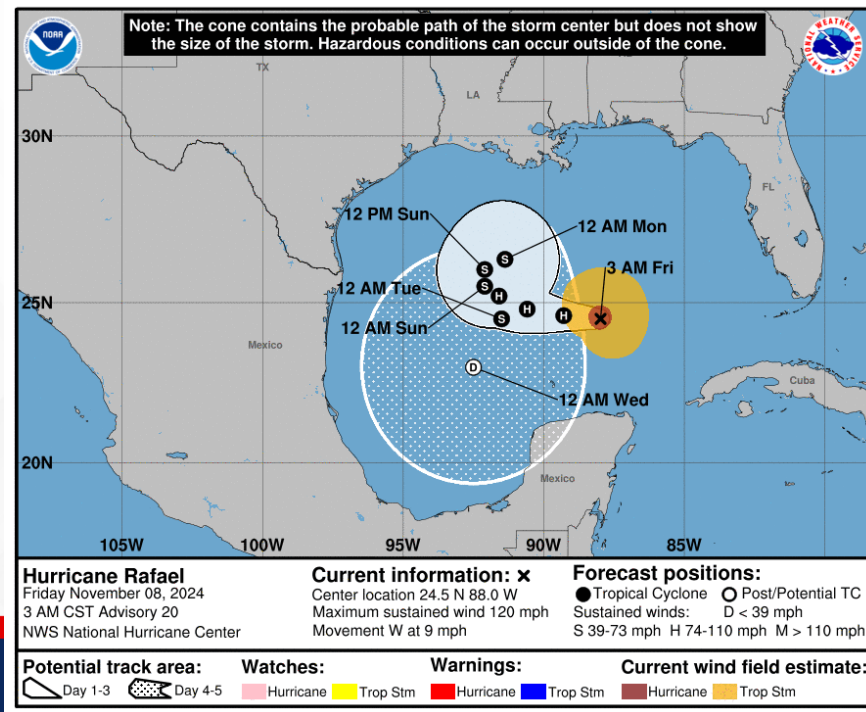 Note: The cone contains the probable path of the storm center but does not show
the size of the storm. Hazardous conditions can occur outside of the cone.
NOAA
NATIONAL WEATHER SERVICE
TX
LA
30N
FL
12 PM Sun
12 AM Mon
3 AM Fri
S
S
25N
12 AM Tue
S
H
H
H
S
12 AM Sun
Mexico
D
12 AM Wed
Cuba
20N
Mexico
105W
100W
95W
90W
85W
Hurricane Rafael
Friday November 08, 2024
3 AM CST Advisory 20
NWS National Hurricane Center
Current information: x
Center location 24.5 N 88.0 W
Maximum sustained wind 120 mph
Movement W at 9 mph
Forecast positions:
Tropical Cyclone Post/Potential TC
Sustained winds: D < 39 mph
S 39-73 mph H 74-110 mph M > 110 mph
Potential track area:
Day 1-3 Day 4-5
Watches:
Hurricane Trop Stm
Warnings:
Hurricane Trop Stm
Current wind field estimate:
Hurricane Trop Stm